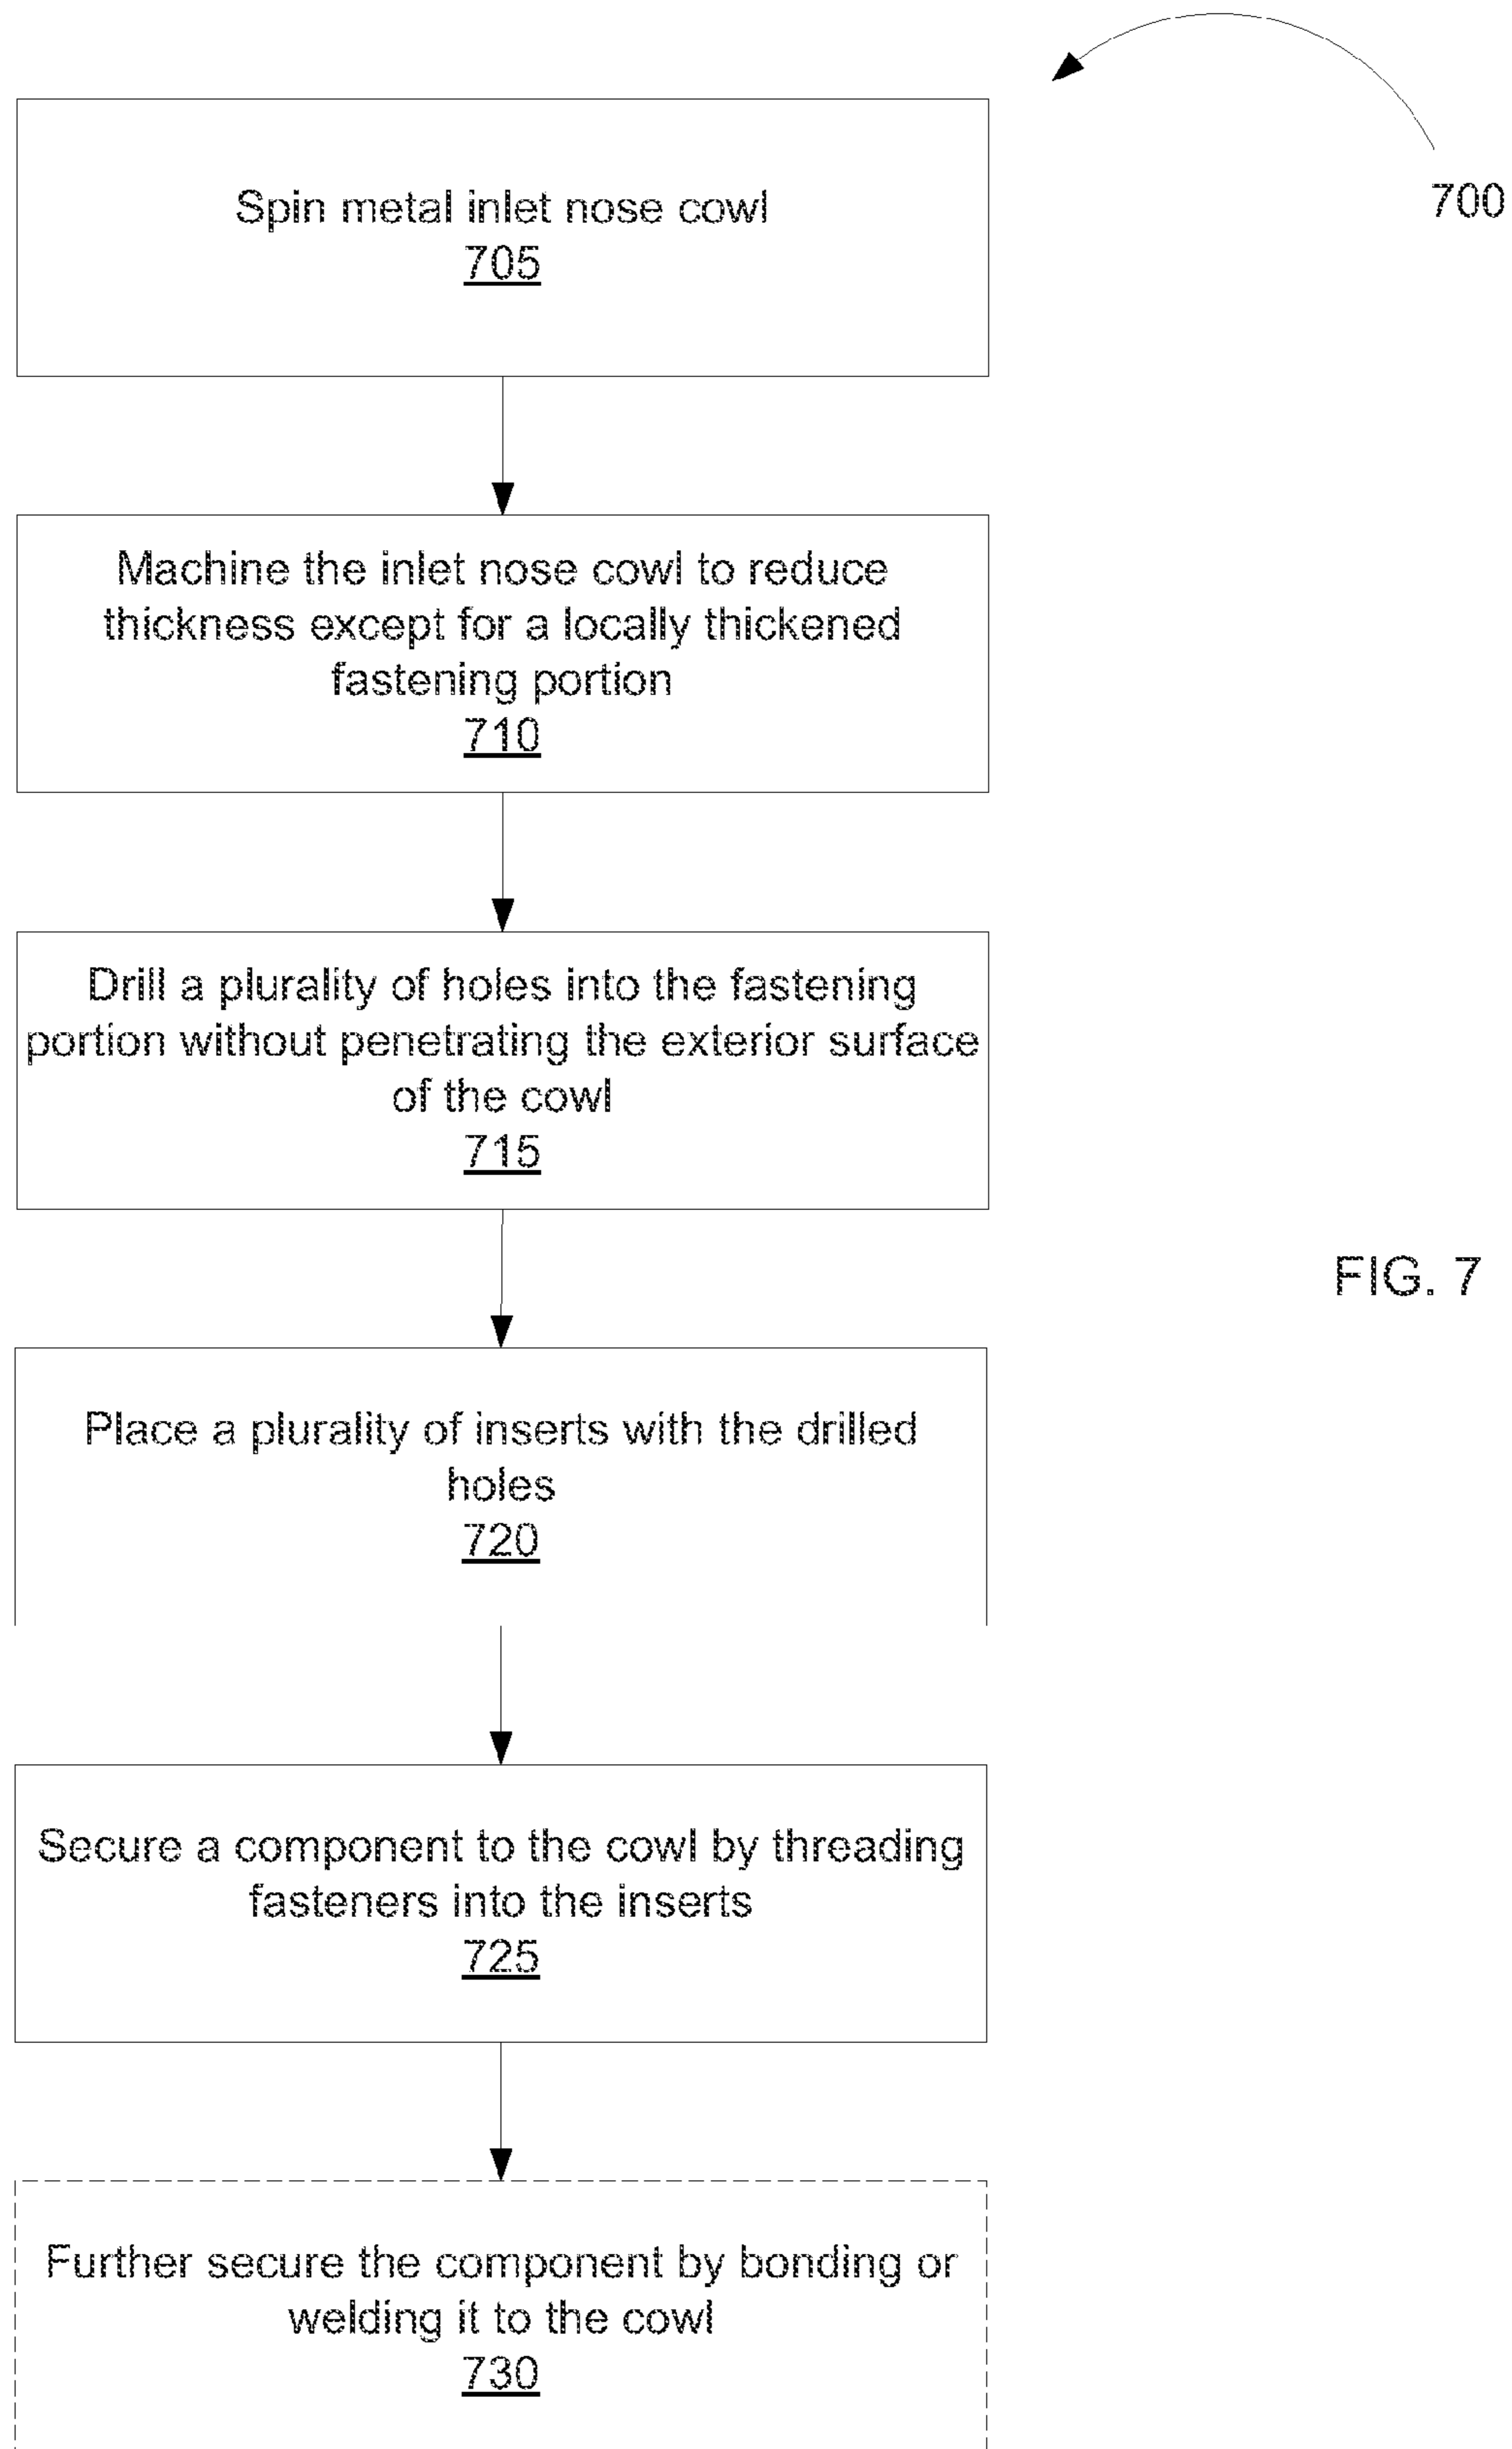 700
Spin metal inlet nose cowl
705
Machine the inlet nose cowl to reduce
thickness except for a locally thickened
fastening portion
710
Drill a plurality of holes into the fastening
portion without penetrating the exterior surface
of the cowl
715
FIG. 7
Place a plurality of inserts with the drilled
holes
720
Secure a component to the cowl by threading
fasteners into the inserts
725
Further secure the component by bonding or
welding it to the cowl
730